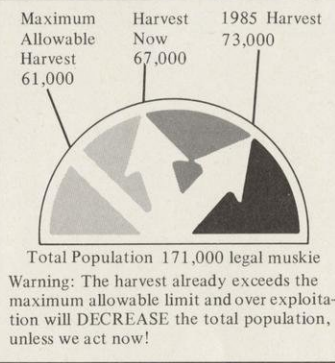 Maximum
Allowable
Harvest
61,000
Harvest
Now
67,000
1985 Harvest
73,000
Total Population 171,000 legal muskie
Warning: The harvest already exceeds the
maximum allowable limit and over exploita-
tion will DECREASE the total population,
unless we act now!